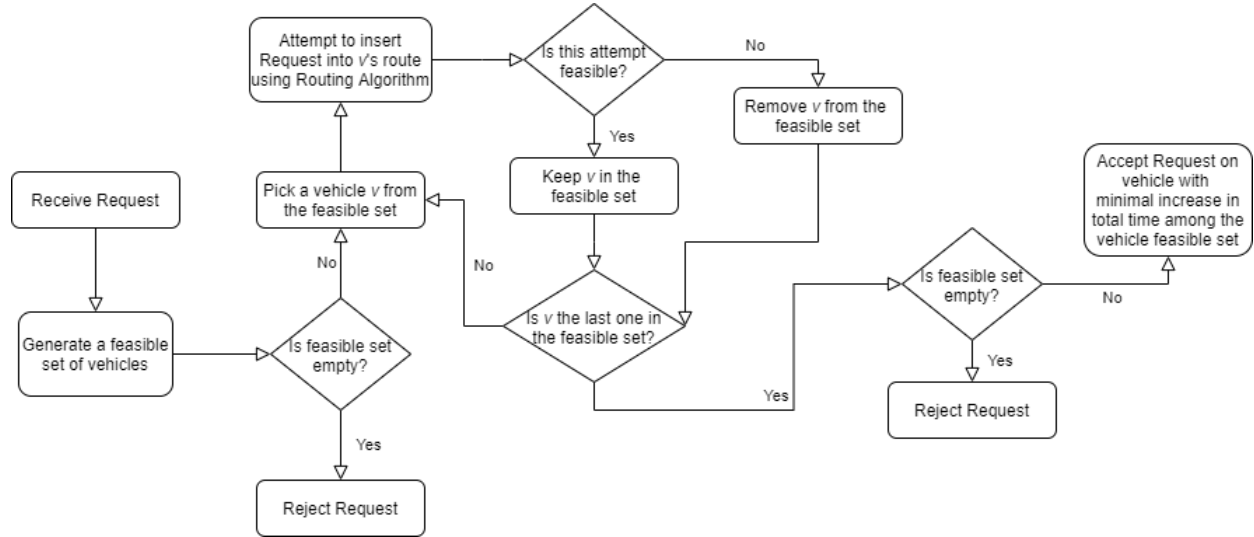 Receive Request
Generate a feasible
set of vehicles
Is feasible set
empty?
Yes
Reject Request
No
Pick a vehicle v from
the feasible set
Attempt to insert
Request into v's route
using Routing Algorithm
Is this attempt
feasible?
No
Remove v from the
feasible set
Yes
Keep v in the
feasible set
Is v the last one in
the feasible set?
No
Yes
Is feasible set
empty?
Yes
Reject Request
No
Accept Request on
vehicle with
minimal increase in
total time among the
vehicle feasible set